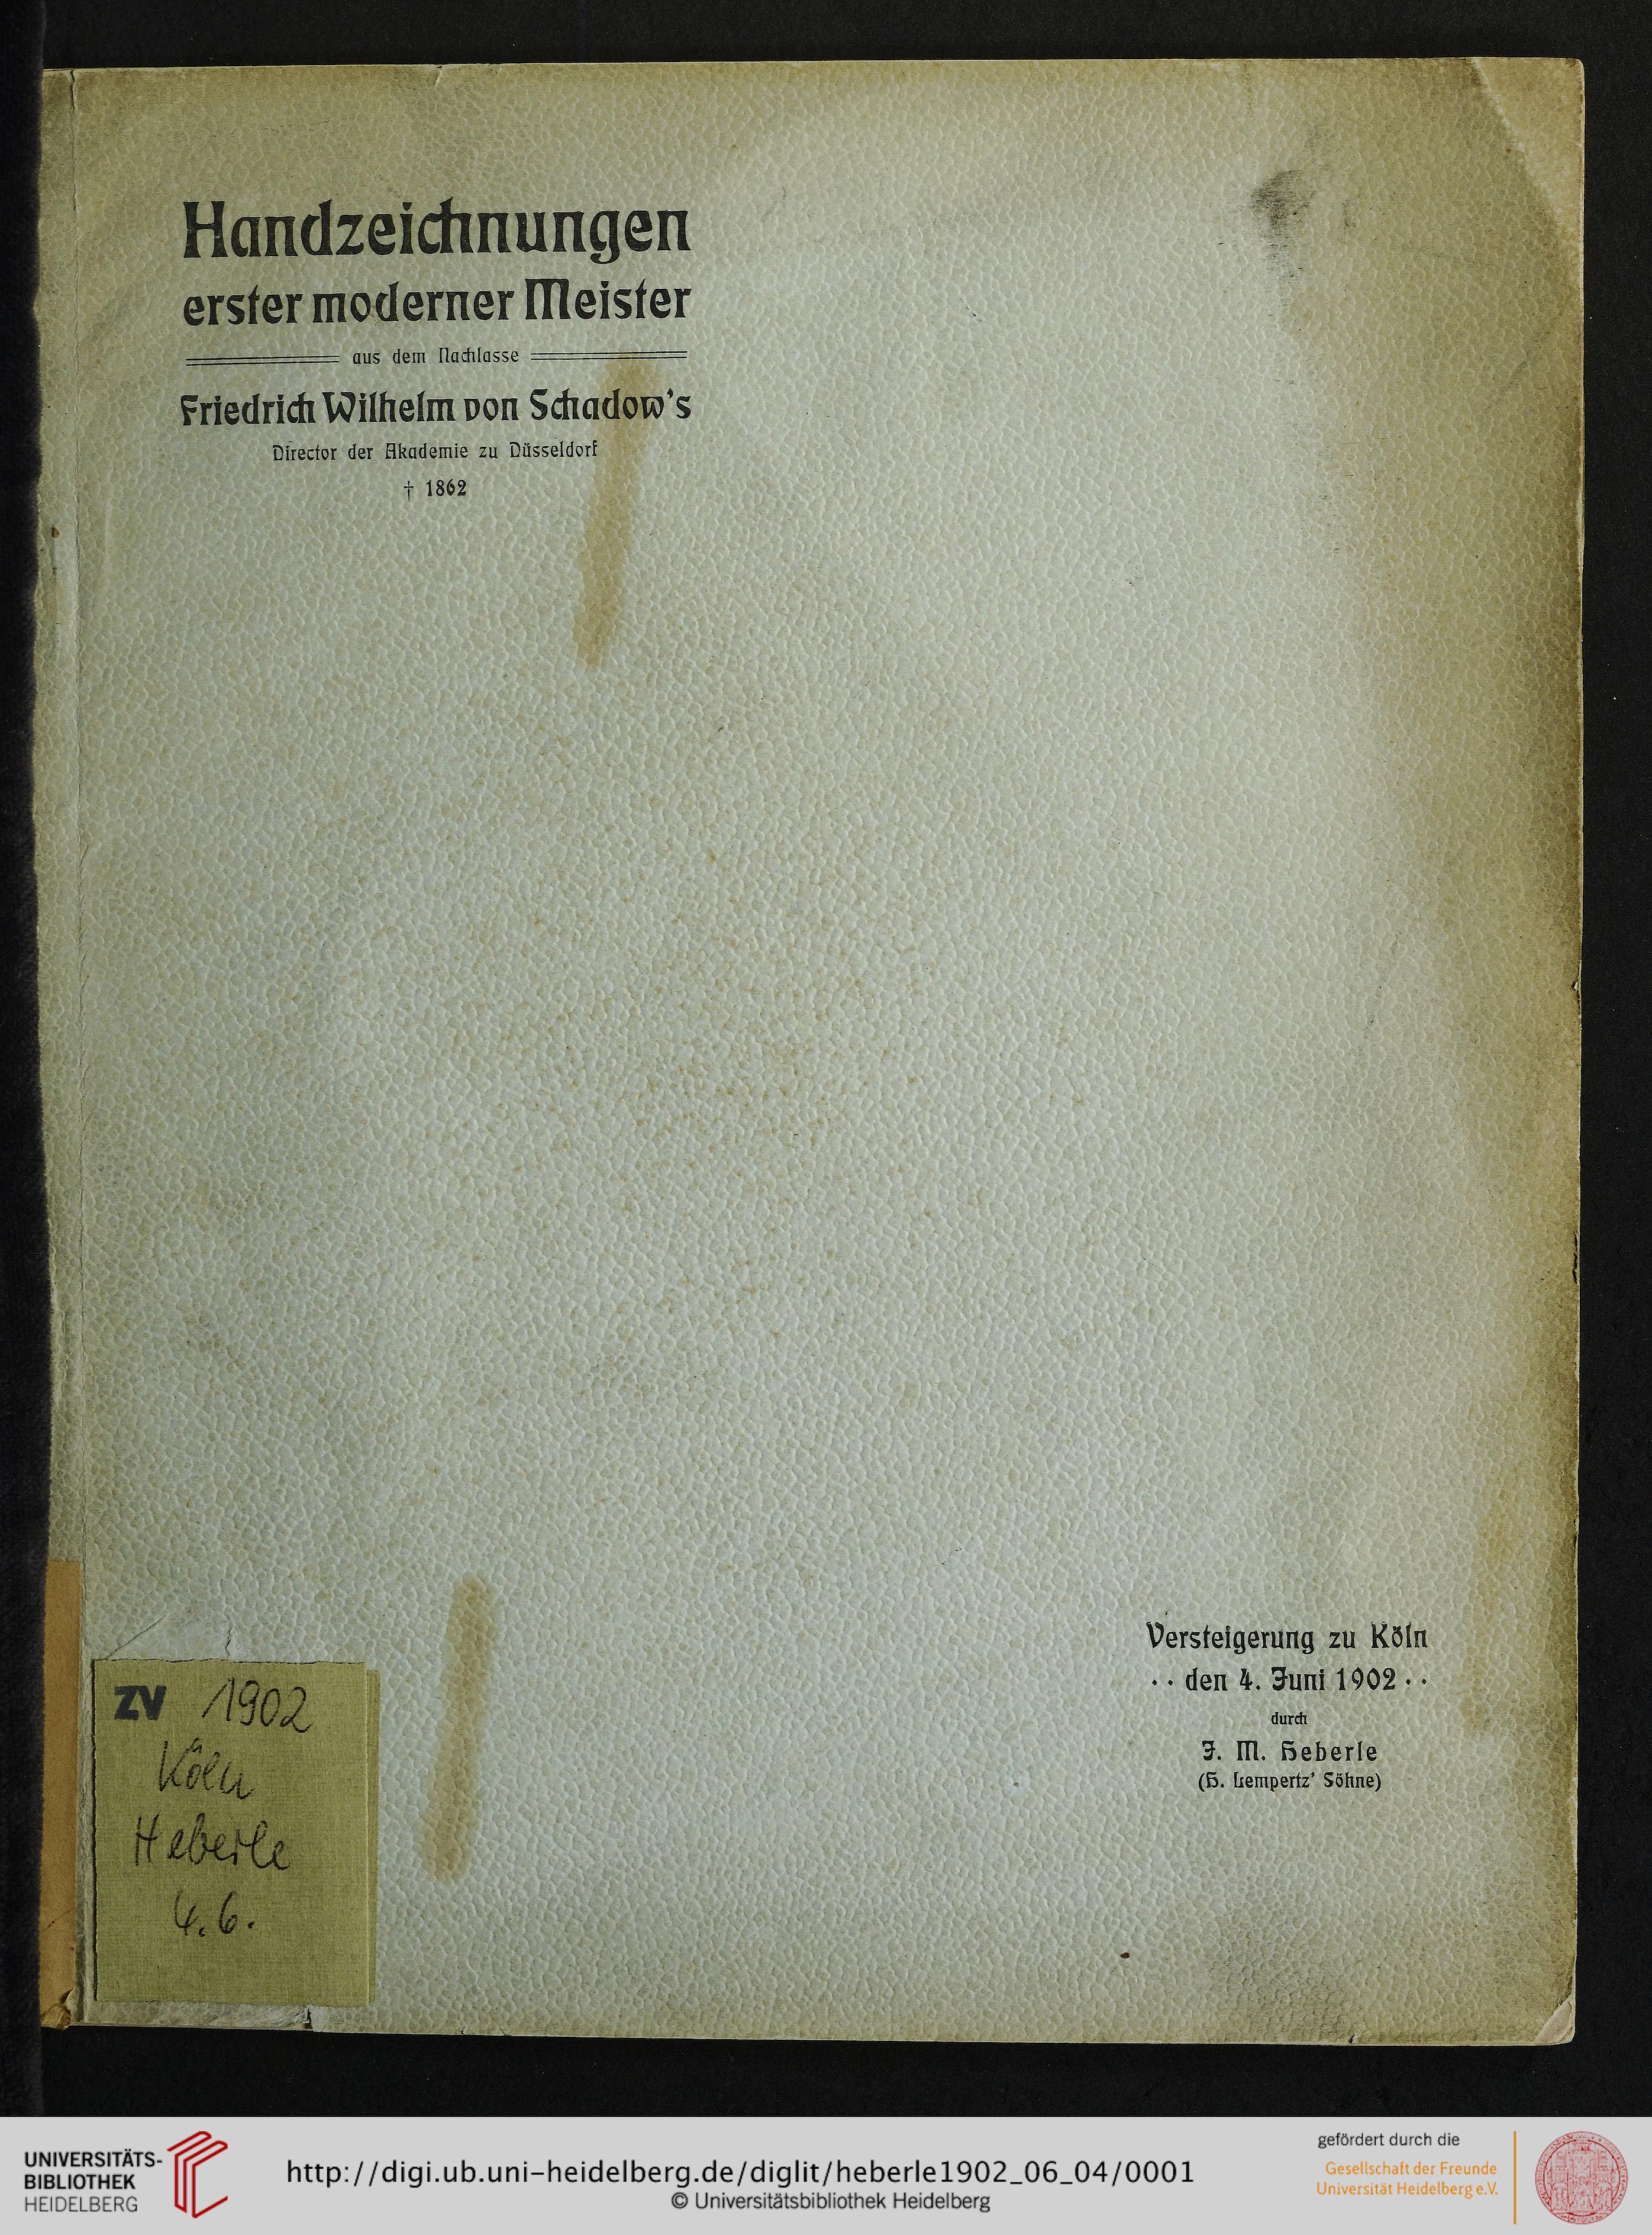 Handzeichnungen
erster moderner Meister
aus dem Nachlasse
Friedrich Wilhelm von Schadow's
Director der Akademie zu Düsseldorf
† 1862
Versteigerung zu Köln
·· den 4. Juni 1902 ··
durch
J. M. Heberle
(H. Lempertz' Söhne)
ZV 1902
Köln
Heberle
4.6.
UNIVERSITÄTS-
BIBLIOTHEK
HEIDELBERG
http://digi.ub.uni-heidelberg.de/diglit/heberle1902_06_04/0001
© Universitätsbibliothek Heidelberg
gefördert durch die
Gesellschaft der Freunde
Universität Heidelberg e.V.